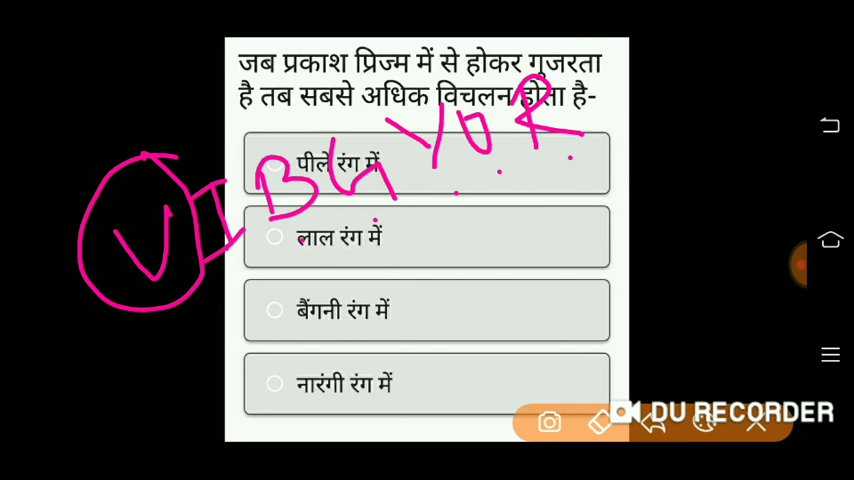 जब प्रकाश प्रिज्म में से होकर गुजरता
है तब सबसे अधिक विचलन होता है-
VIBGYOR
पीले रंग में
लाल रंग में
बैंगनी रंग में
नारंगी रंग में
DU RECORDER